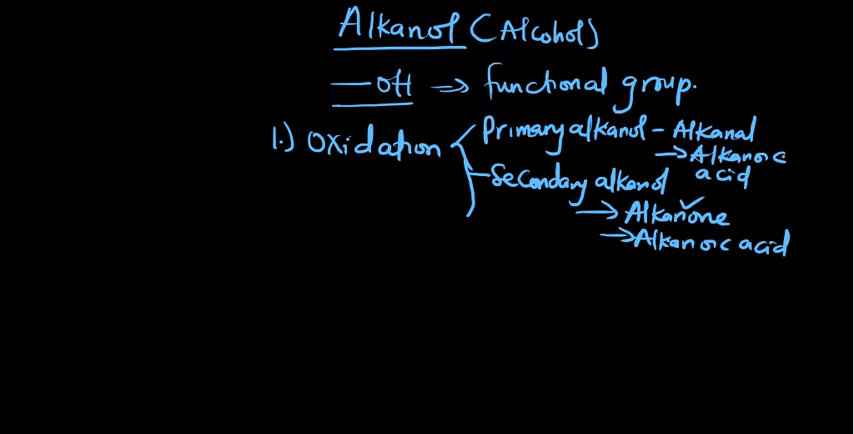 Alkanol (Alcohol)
—OH → functional group.
1.) Oxidation
Primary alkanol – Alkanal
→ Alkanoic
acid
Secondary alkanol
→ Alkanone
→ Alkanoic acid